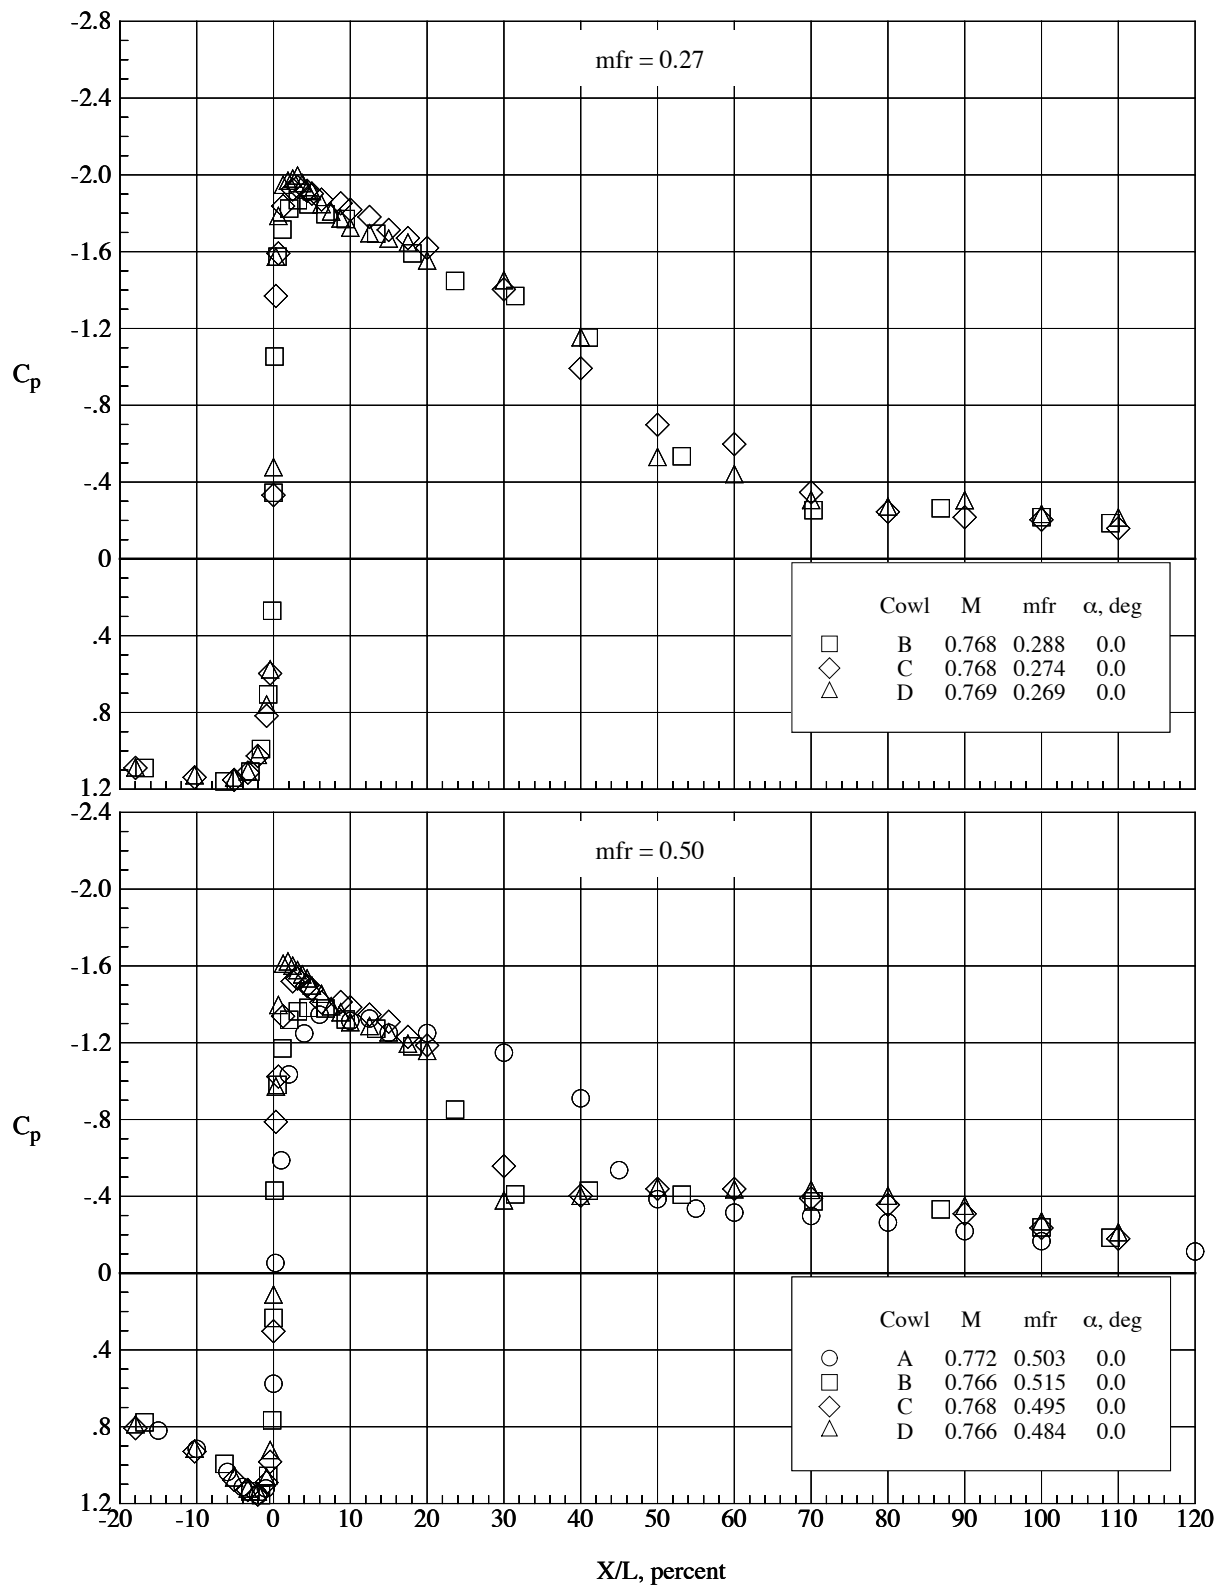 -2.8
mfr = 0.27
-2.4
-2.0
-1.6
-1.2
Cp
-.8
-.4
0
Cowl M mfr α, deg
.4
B 0.768 0.288 0.0
C 0.768 0.274 0.0
D 0.769 0.269 0.0
.8
1.2
-2.4
mfr = 0.50
-2.0
-1.6
-1.2
Cp
-.8
-.4
0
Cowl M mfr α, deg
.4
A 0.772 0.503 0.0
B 0.766 0.515 0.0
C 0.768 0.495 0.0
D 0.766 0.484 0.0
.8
1.2
-20 -10 0 10 20 30 40 50 60 70 80 90 100 110 120
X/L, percent